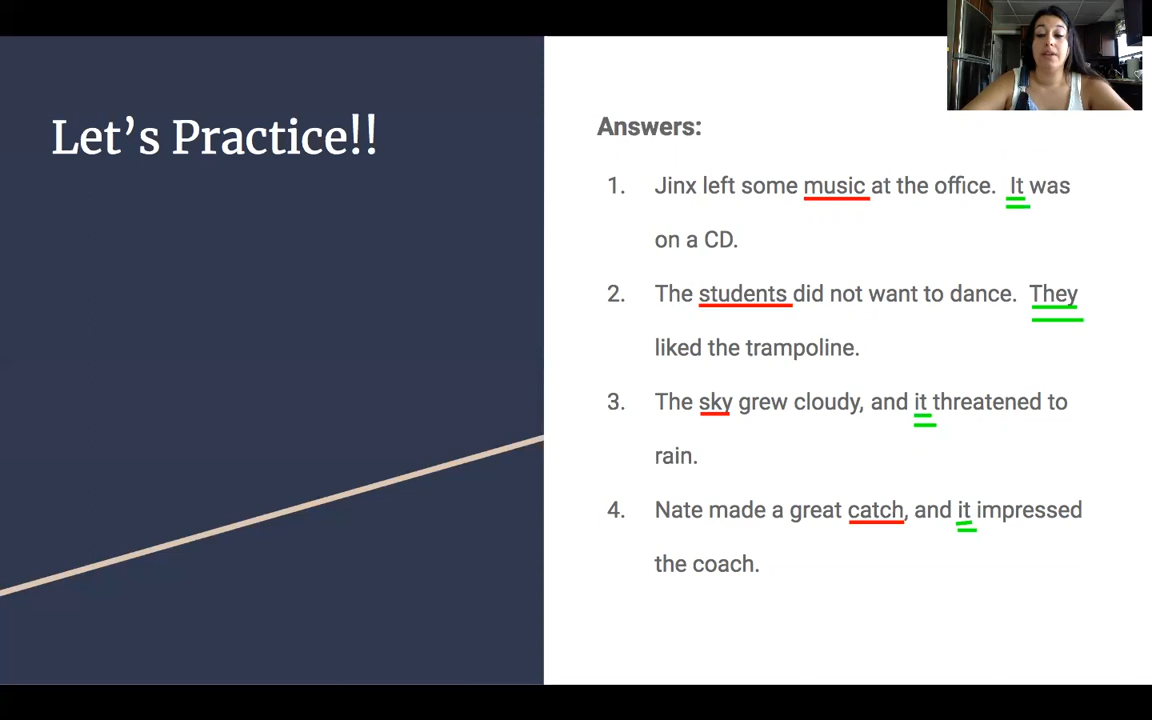 Let's Practice!!
Answers:
1. Jinx left some music at the office. It was
on a CD.
2. The students did not want to dance. They
liked the trampoline.
3. The sky grew cloudy, and it threatened to
rain.
4. Nate made a great catch, and it impressed
the coach.